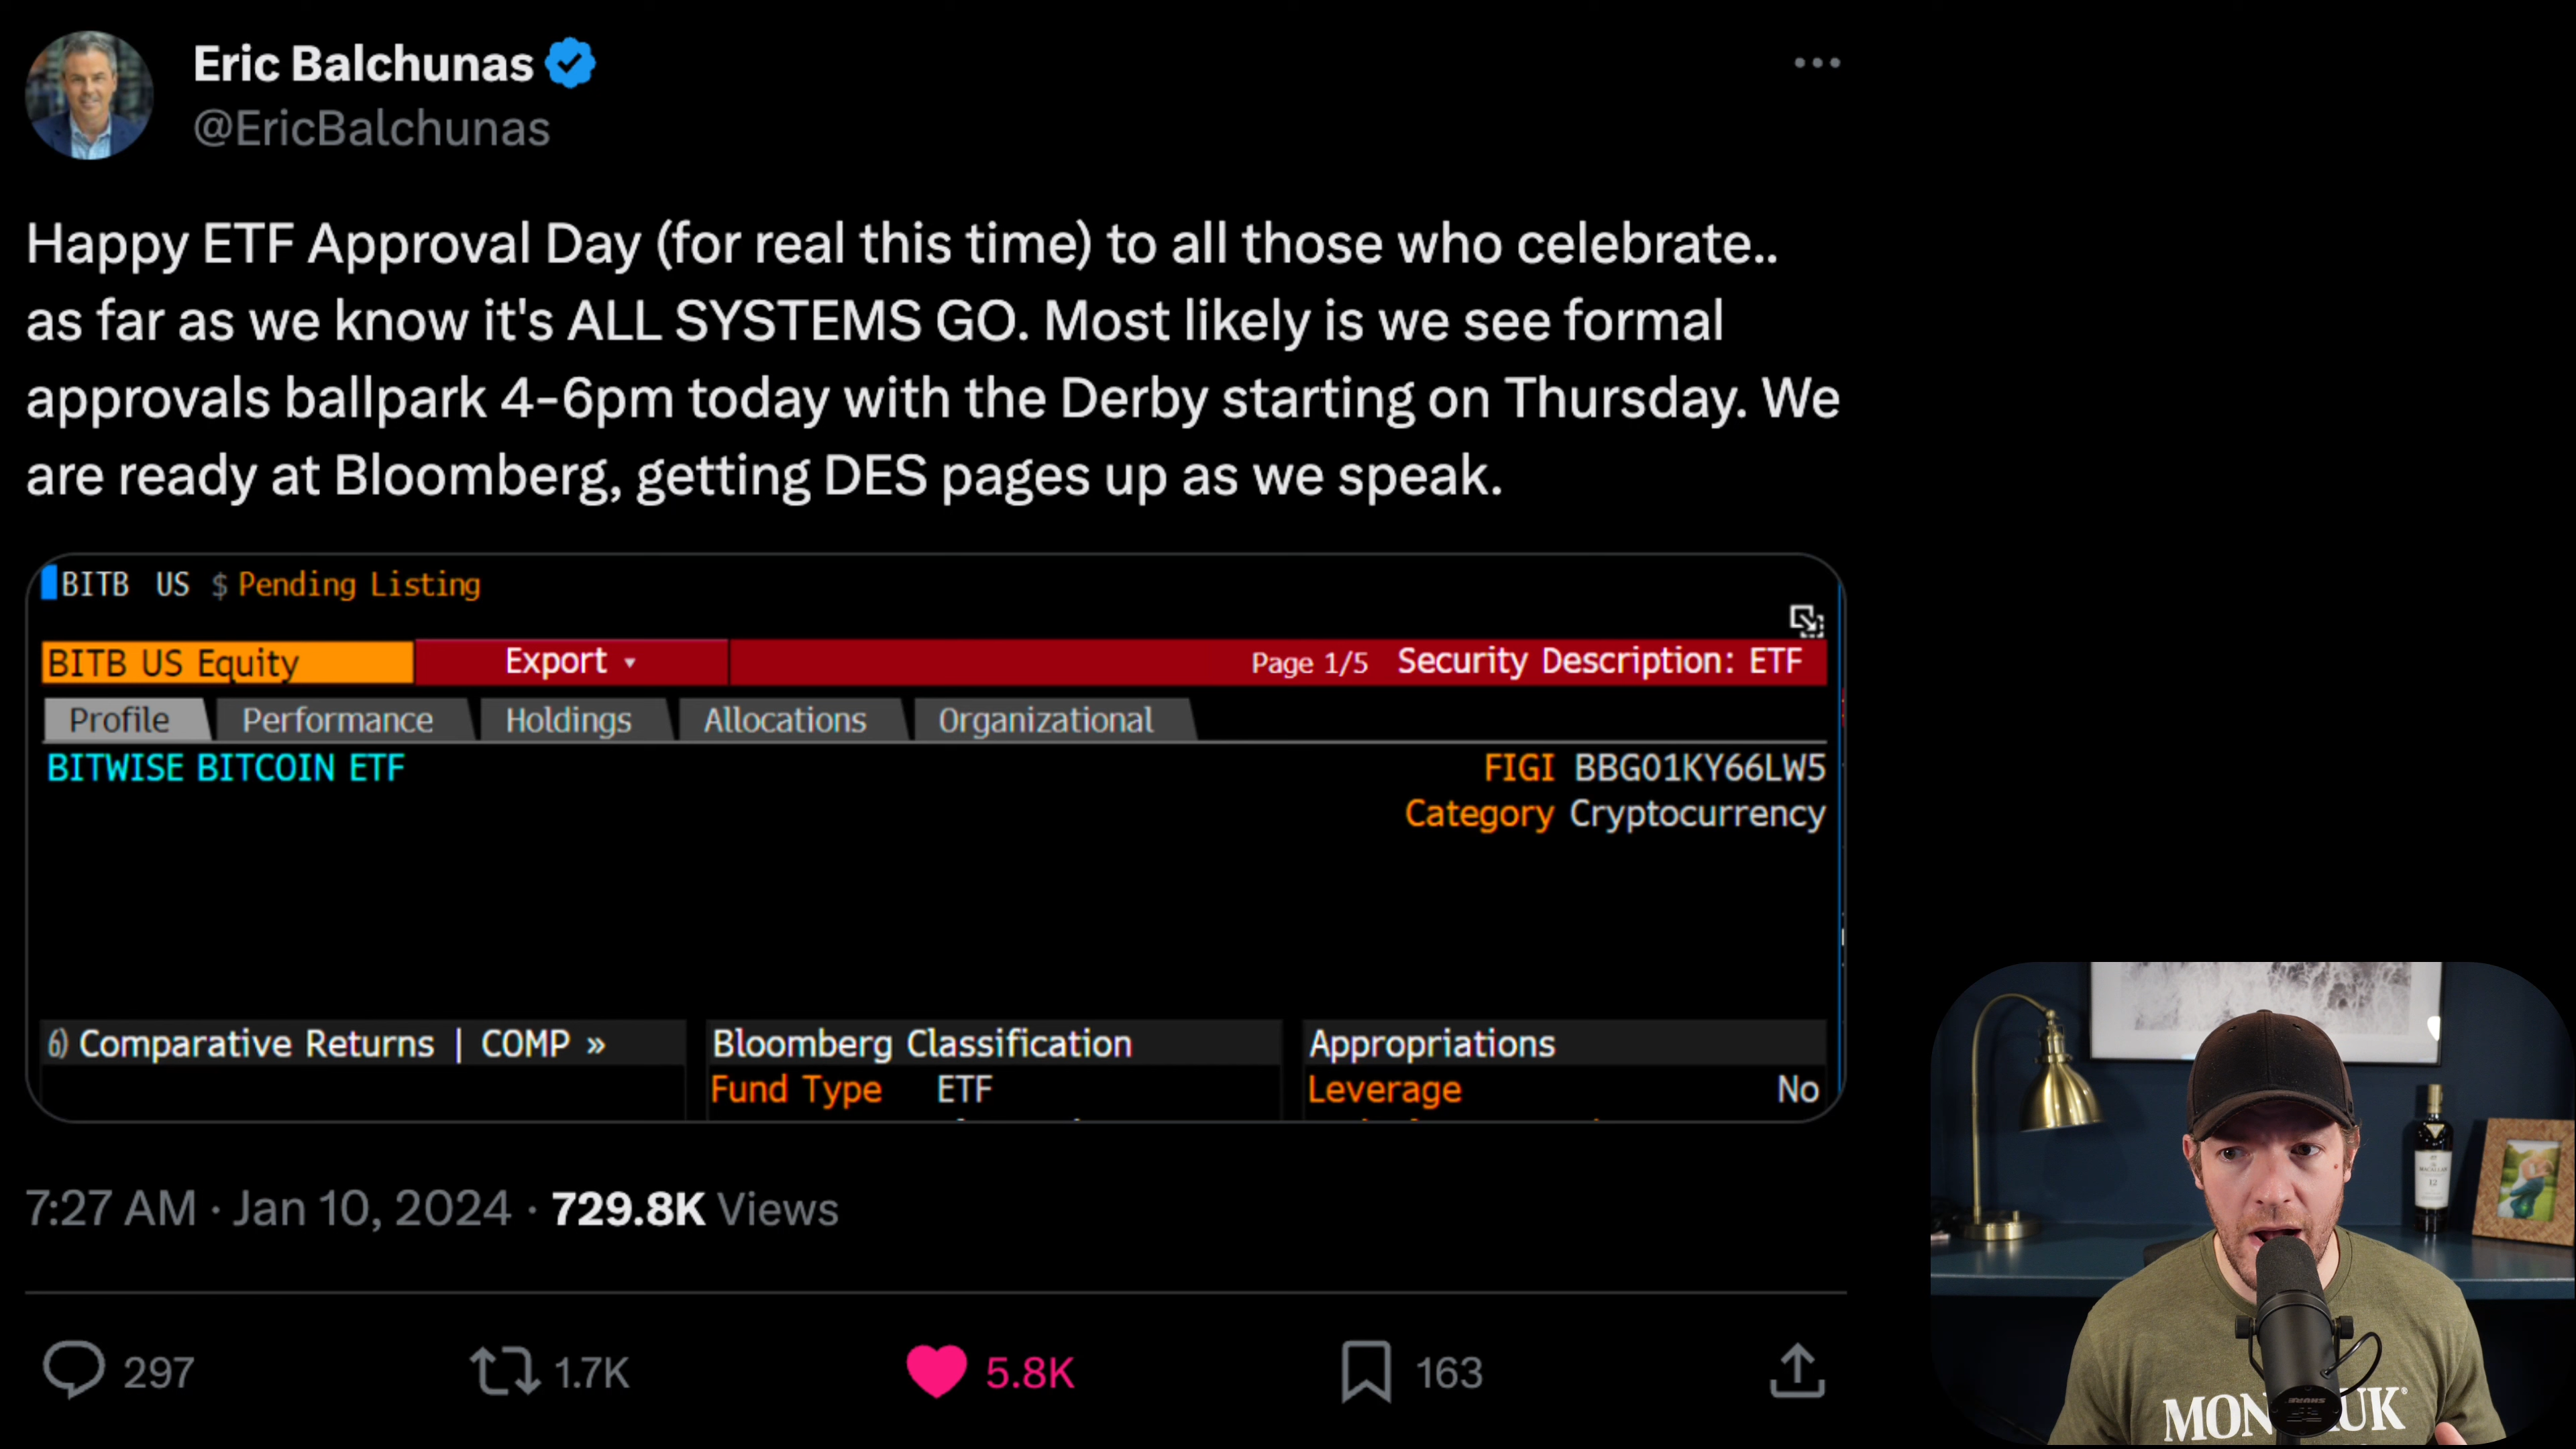 Eric Balchunas
@EricBalchunas
Happy ETF Approval Day (for real this time) to all those who celebrate..
as far as we know it's ALL SYSTEMS GO. Most likely is we see formal
approvals ballpark 4-6pm today with the Derby starting on Thursday. We
are ready at Bloomberg, getting DES pages up as we speak.
BITB US $ Pending Listing
BITB US Equity Export Page 1/5 Security Description: ETF
Profile Performance Holdings Allocations Organizational
BITWISE BITCOIN ETF FIGI BBG01KY66LW5
Category Cryptocurrency
6) Comparative Returns | COMP » Bloomberg Classification Appropriations
Fund Type ETF Leverage No
7:27 AM · Jan 10, 2024 · 729.8K Views
297 1.7K 5.8K 163
12